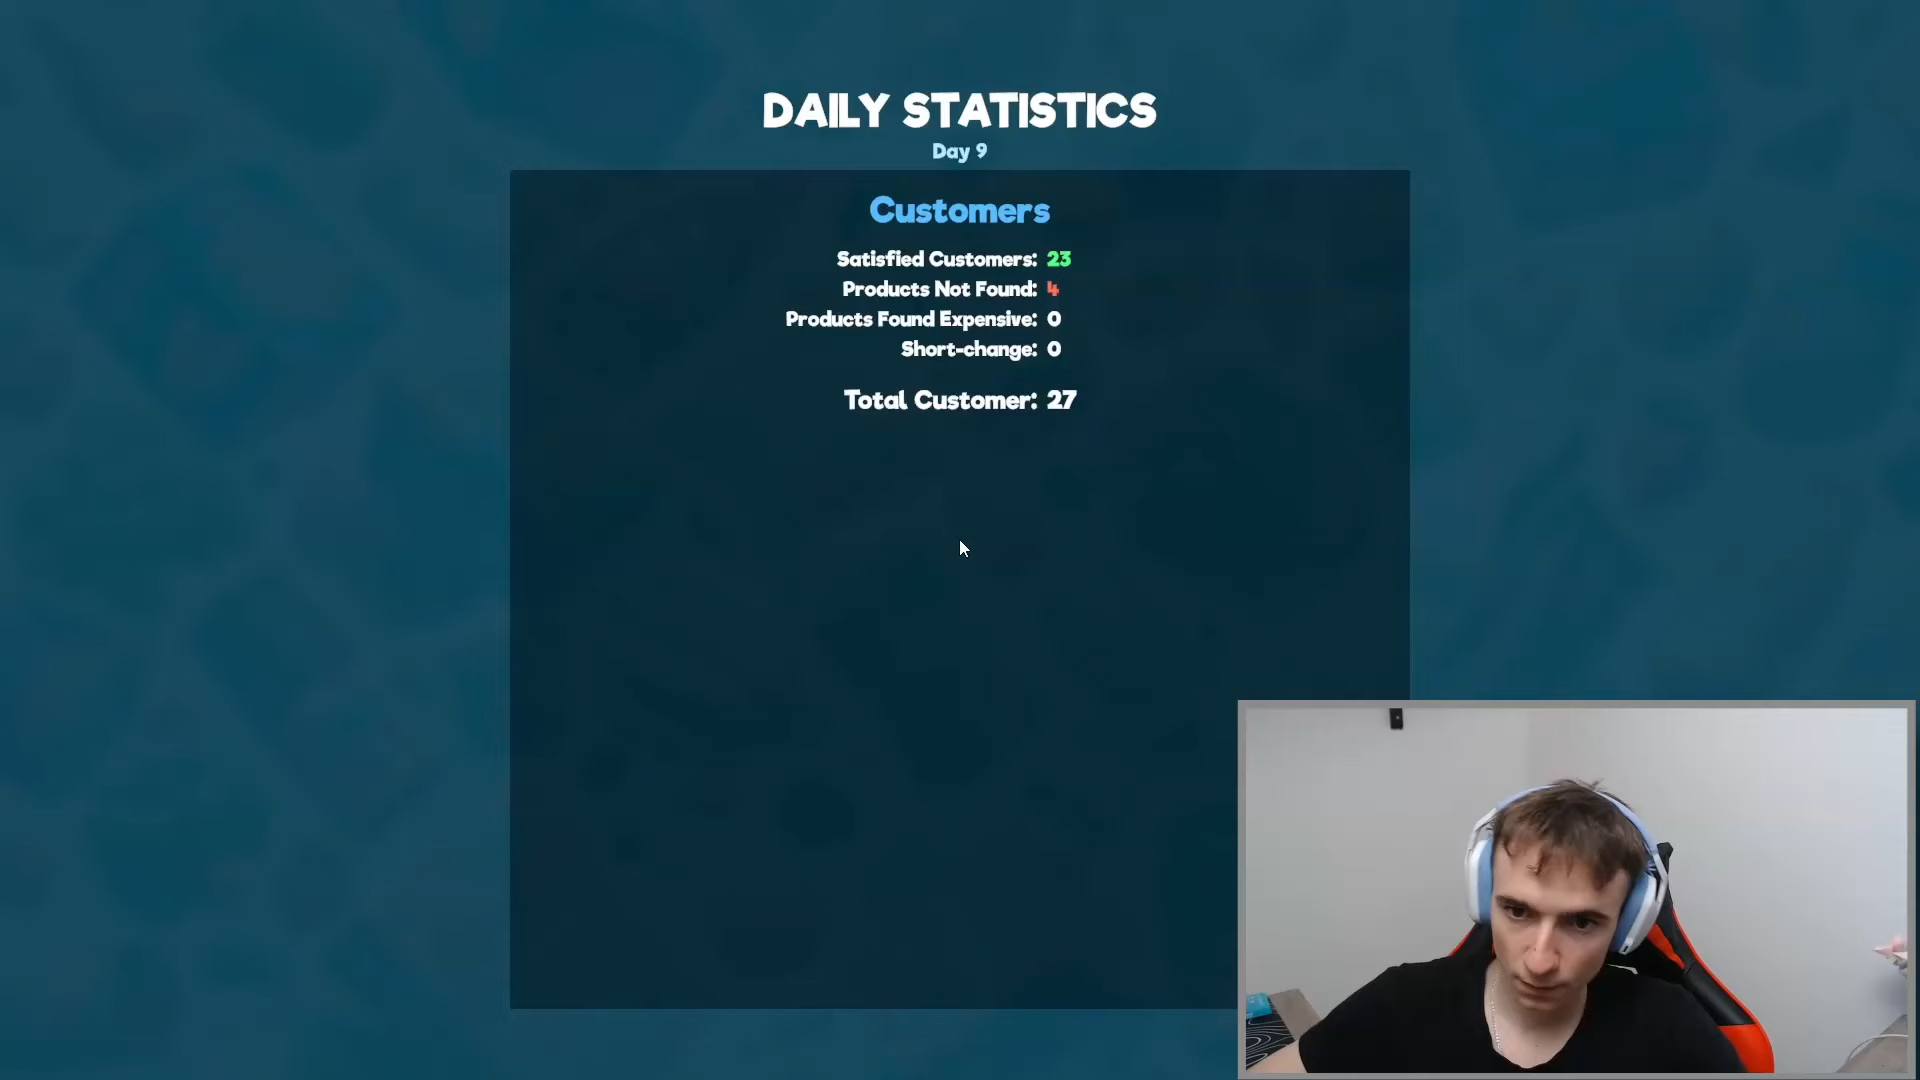 DAILY STATISTICS
Day 9
Customers
Satisfied Customers: 23
Products Not Found: 4
Products Found Expensive: 0
Short-change: 0
Total Customer: 27